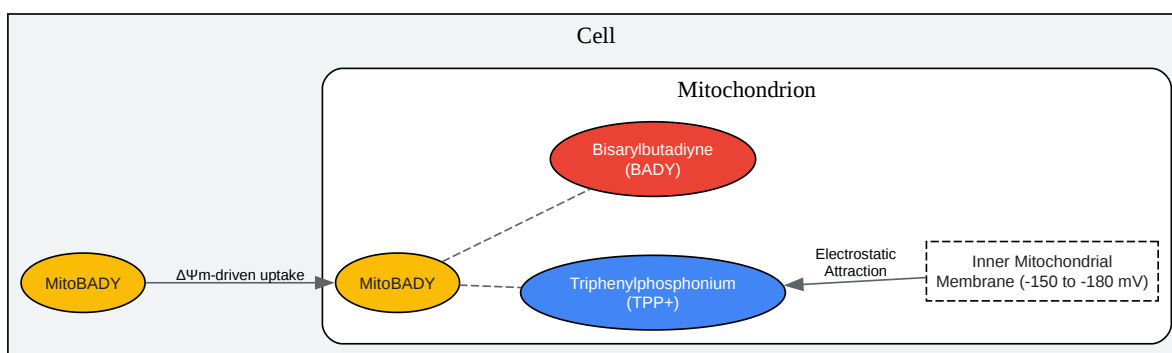 Cell
Mitochondrion
Bisarylbutadiyne
(BADY)
MitoBADY
ΔΨm-driven uptake
MitoBADY
Triphenylphosphonium
(TPP+)
Electrostatic
Attraction
Inner Mitochondrial
Membrane (-150 to -180 mV)